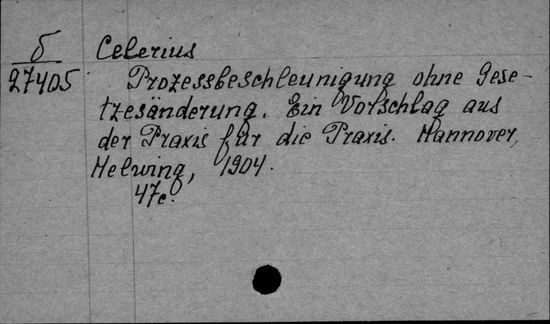 б
27405
Celerius
Prozessbeschleunigung ohne Gese-
tzesänderung. Ein Vorschlag aus
der Praxis für die Praxis. Hannover,
Helwing, 1904.
47c.